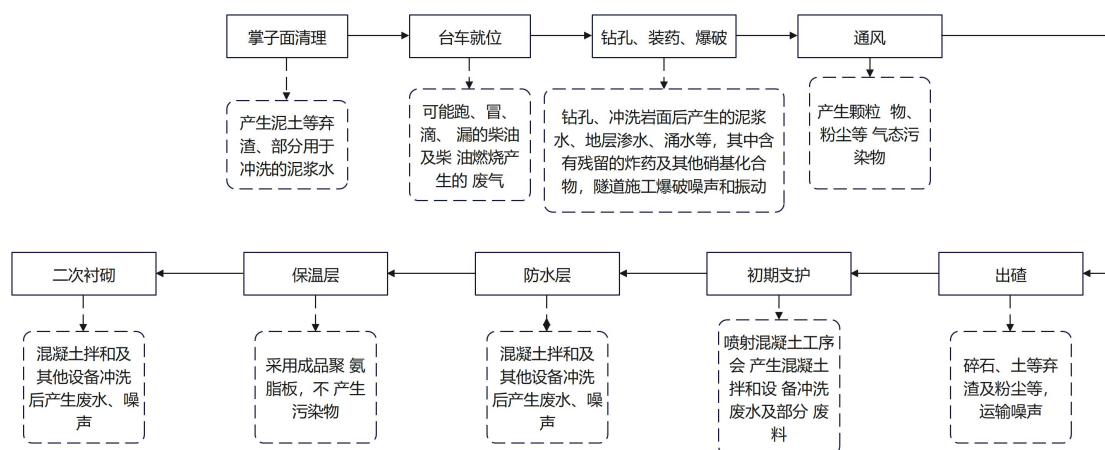 掌子面清理
台车就位
钻孔、装药、爆破
通风
产生泥土等弃
渣、部分用于
冲洗的泥浆水
可能跑、冒、
滴、 漏的柴油
及柴 油燃烧产
生的 废气
钻孔、冲洗岩面后产生的泥浆
水、地层渗水、涌水等，其中含
有残留的炸药及其他硝基化合
物，隧道施工爆破噪声和振动
产生颗粒 物、
粉尘等 气态污
染物
二次衬砌
保温层
防水层
初期支护
出碴
混凝土拌和及
其他设备冲洗
后产生废水、噪
声
采用成品聚 氨
脂板，不 产生
污染物
混凝土拌和及
其他设备冲洗
后产生废水、噪
声
喷射混凝土工序
会 产生混凝土
拌和设 备冲洗
废水及部分 废
料
碎石、土等弃
渣及粉尘等，
运输噪声